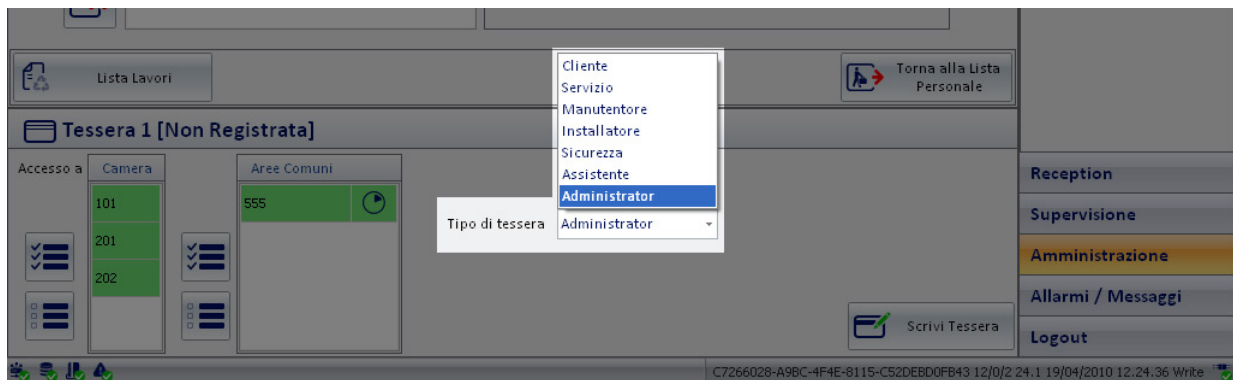 Lista Lavori
Cliente
Servizio
Manutentore
Installatore
Sicurezza
Assistente
Administrator
Torna alla Lista
Personale
Tessera 1 [Non Registrata]
Accesso a
Camera
Aree Comuni
101
201
202
555
Tipo di tessera
Administrator
Scrivi Tessera
Reception
Supervisione
Amministrazione
Allarmi / Messaggi
Logout
C7266028-A9BC-4F4E-8115-C52DEBD0FB43 12/0/2 24.1 19/04/2010 12.24.36 Write